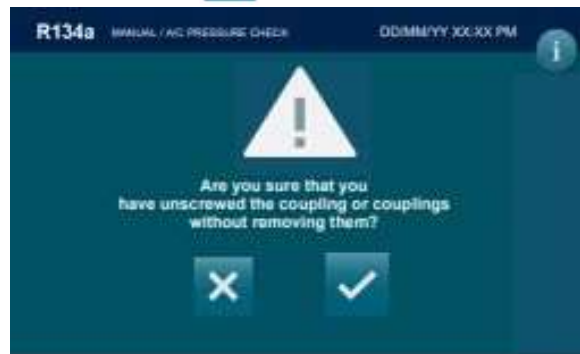 R134a MANUAL / A/C PRESSURE CHECK DD/MM/YY XX:XX PM
i
!
Are you sure that you
have unscrewed the coupling or couplings
without removing them?